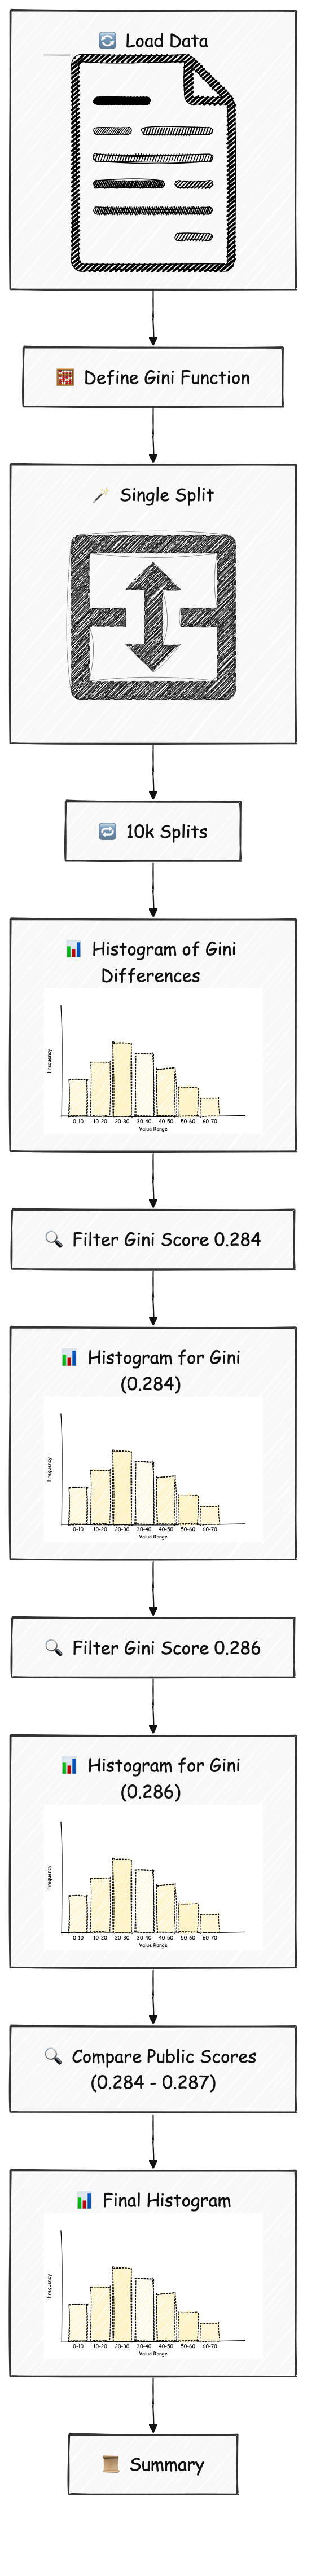 Load Data
Define Gini Function
Single Split
10k Splits
Histogram of Gini
Differences
Frequency
0-10 10-20 20-30 30-40 40-50 50-60 60-70
Value Range
Filter Gini Score 0.284
Histogram for Gini
(0.284)
Frequency
0-10 10-20 20-30 30-40 40-50 50-60 60-70
Value Range
Filter Gini Score 0.286
Histogram for Gini
(0.286)
Frequency
0-10 10-20 20-30 30-40 40-50 50-60 60-70
Value Range
Compare Public Scores
(0.284 - 0.287)
Final Histogram
Frequency
0-10 10-20 20-30 30-40 40-50 50-60 60-70
Value Range
Summary